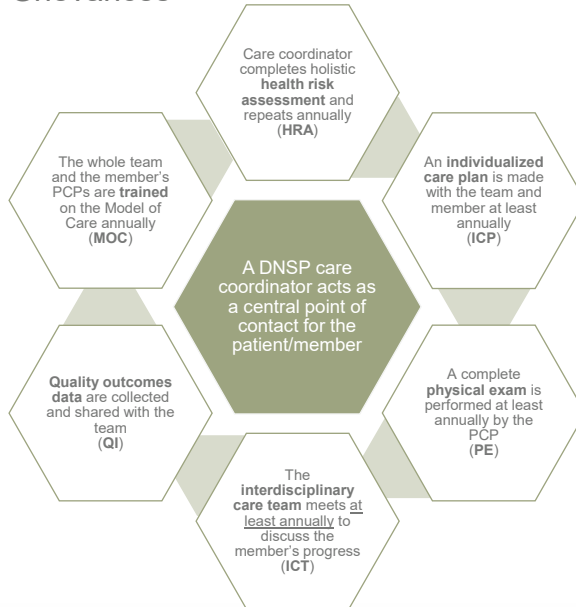 Care coordinator
completes holistic
health risk
assessment and
repeats annually
(HRA)
An individualized
care plan is made
with the team and
member at least
annually
(ICP)
A complete
physical exam is
performed at least
annually by the
PCP
(PE)
The
interdisciplinary
care team meets at
least annually to
discuss the
member's progress
(ICT)
Quality outcomes
data are collected
and shared with the
team
(QI)
The whole team
and the member's
PCPs are trained
on the Model of
Care annually
(MOC)
A DNSP care
coordinator acts as
a central point of
contact for the
patient/member